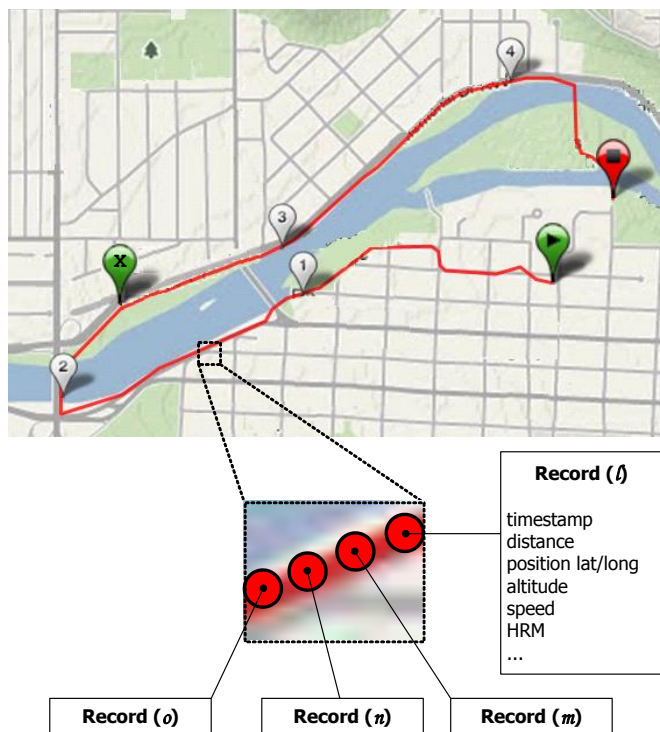 4
3
X
1
2
Record (l)
timestamp
distance
position lat/long
altitude
speed
HRM
...
Record (o)
Record (n)
Record (m)